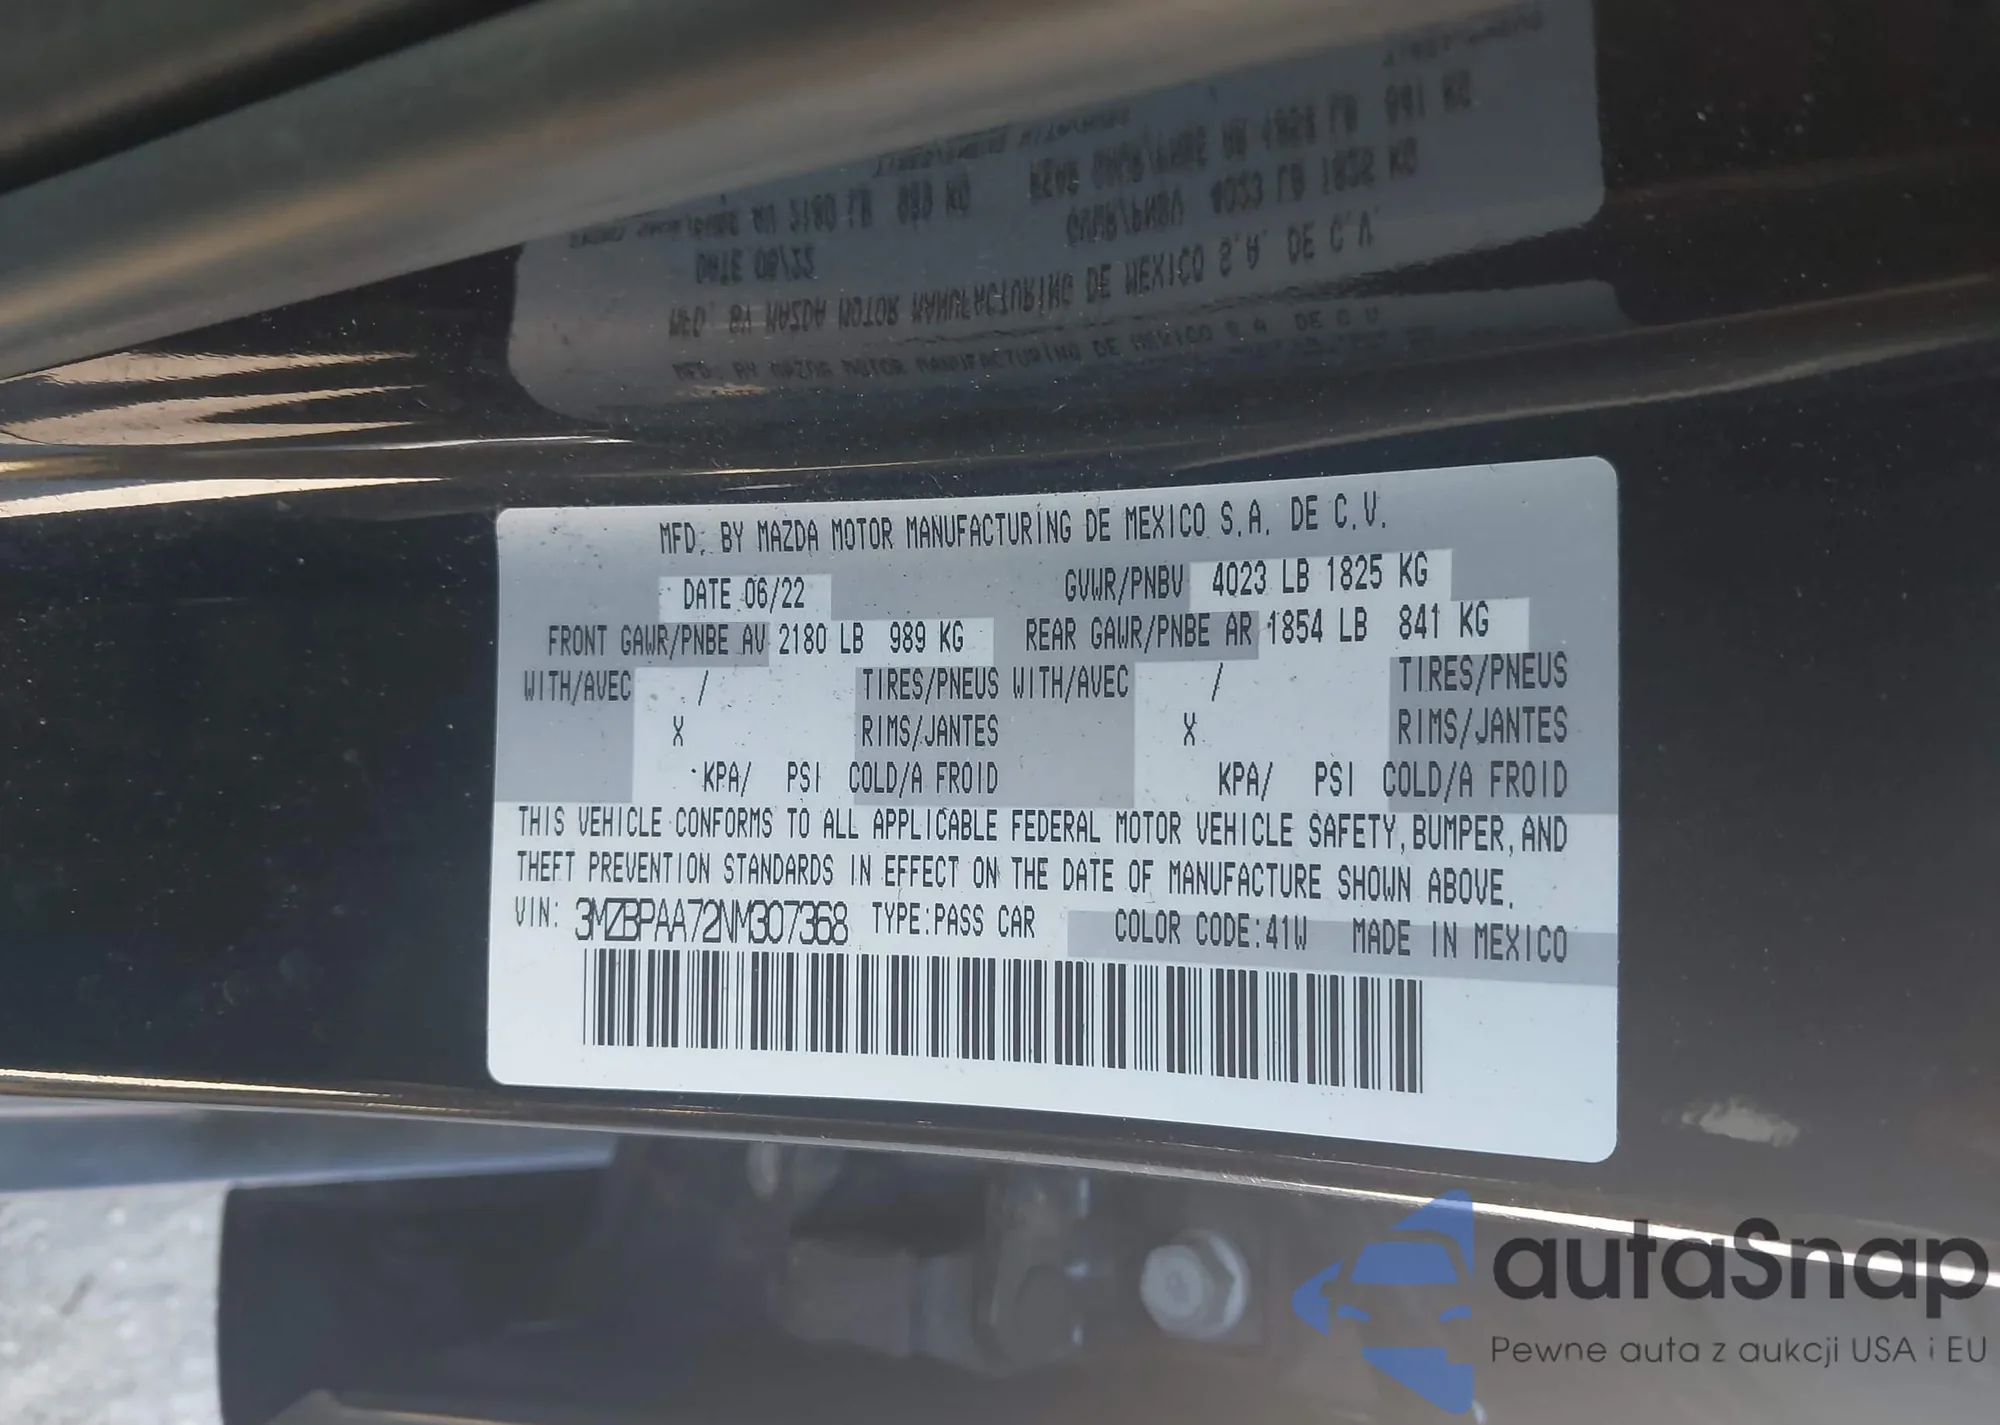 MFD. BY MAZDA MOTOR MANUFACTURING DE MEXICO S.A. DE C.V.
DATE 06/22 GVWR/PNBV 4023 LB 1825 KG
FRONT GAWR/PNBE AV 2180 LB 989 KG REAR GAWR/PNBE AR 1854 LB 841 KG
WITH/AVEC / TIRES/PNEUS WITH/AVEC / TIRES/PNEUS
X RIMS/JANTES X RIMS/JANTES
KPA/ PSI COLD/A FROID KPA/ PSI COLD/A FROID
THIS VEHICLE CONFORMS TO ALL APPLICABLE FEDERAL MOTOR VEHICLE SAFETY, BUMPER, AND
THEFT PREVENTION STANDARDS IN EFFECT ON THE DATE OF MANUFACTURE SHOWN ABOVE.
VIN: 3MZBPAA72NM307368 TYPE:PASS CAR COLOR CODE:41W MADE IN MEXICO
autaSnap
Pewne auta z aukcji USA i EU